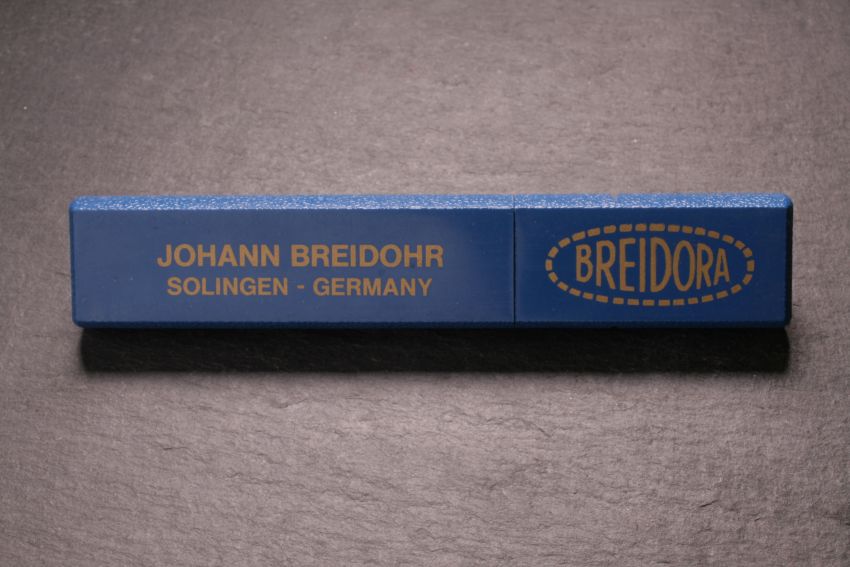 JOHANN BREIDOHR
SOLINGEN - GERMANY
BREIDORA